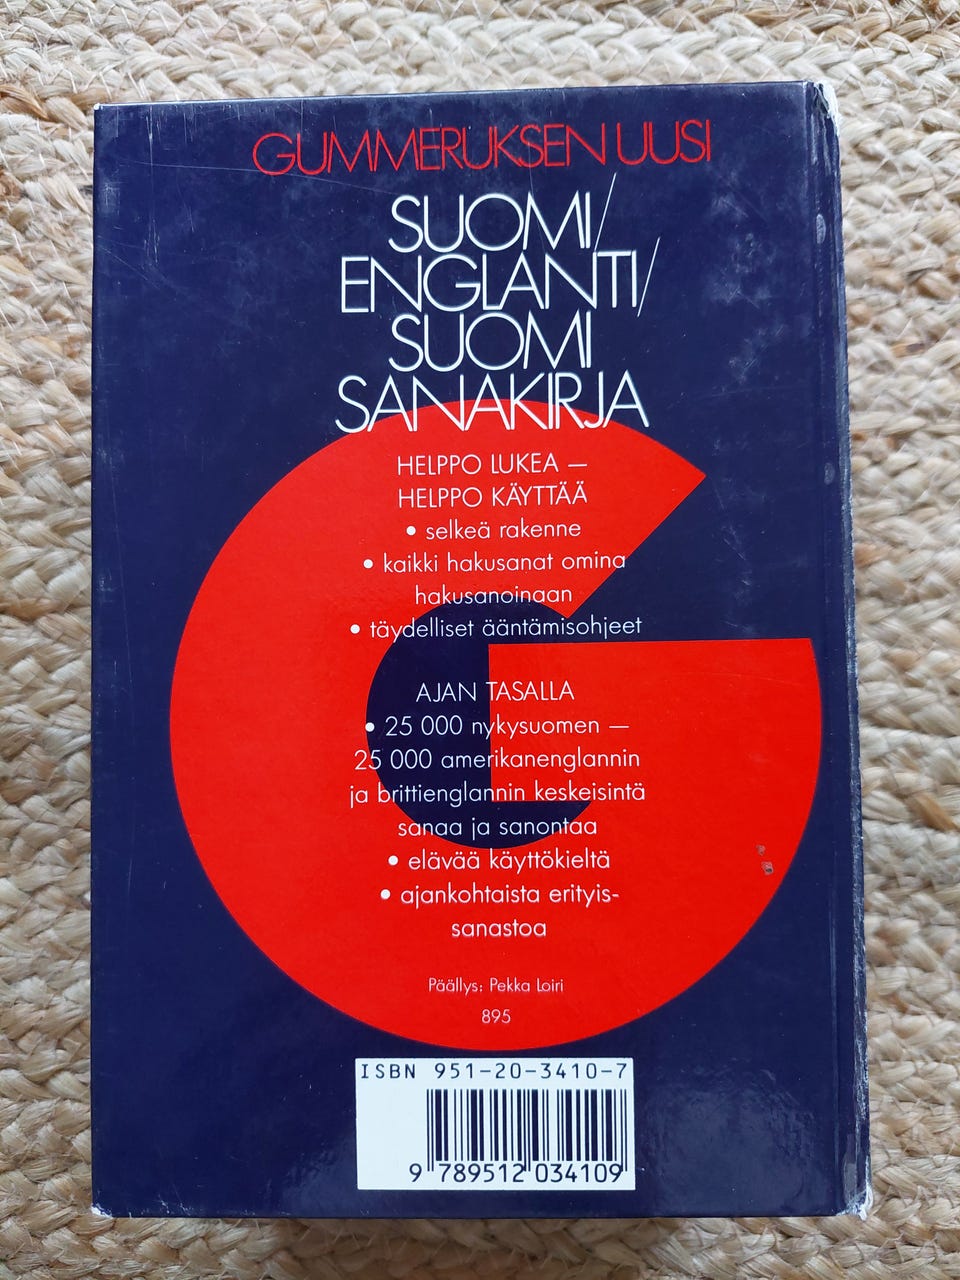 GUMMERUKSEN UUSI
SUOMI/
ENGLANTI/
SUOMI
SANAKIRJA
HELPPO LUKEA —
HELPPO KÄYTTÄÄ
• selkeä rakenne
• kaikki hakusanat omina
hakusanoinaan
• täydelliset ääntämisohjeet
AJAN TASALLA
• 25 000 nykysuomen —
25 000 amerikanenglannin
ja brittienglannin keskeisintä
sanaa ja sanontaa
• elävää käyttökieltä
• ajankohtaista erityis-
sanastoa
Päällys: Pekka Loiri
895
ISBN 951-20-3410-7
9 789512 034109